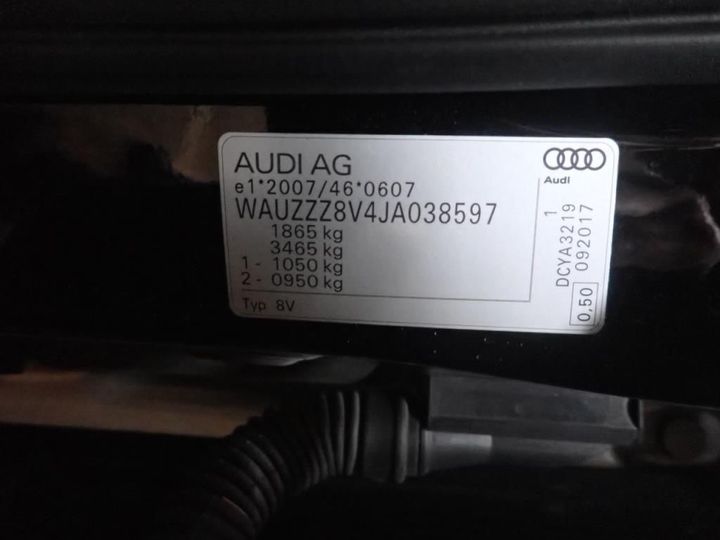 AUDI AG
Audi
e1*2007/46*0607
WAUZZZ8V4JA038597
1865 kg
3465 kg
1 - 1050 kg
2 - 0950 kg
Typ 8V
1
DCYA3219
092017
0,50